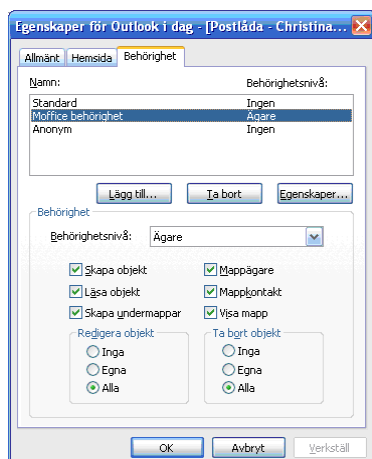 Egenskaper för Outlook i dag - [Postlåda - Christina...
Allmänt Hemsida Behörighet
Namn: Behörighetsnivå:
Standard Ingen
Moffice behörighet Ägare
Anonym Ingen
Lägg till... Ta bort Egenskaper...
Behörighet
Behörighetsnivå: Ägare
Skapa objekt Mappägare
Läsa objekt Mappkontakt
Skapa undermappar Visa mapp
Redigera objekt Ta bort objekt
Inga Inga
Egna Egna
Alla Alla
OK Avbryt Verkställ